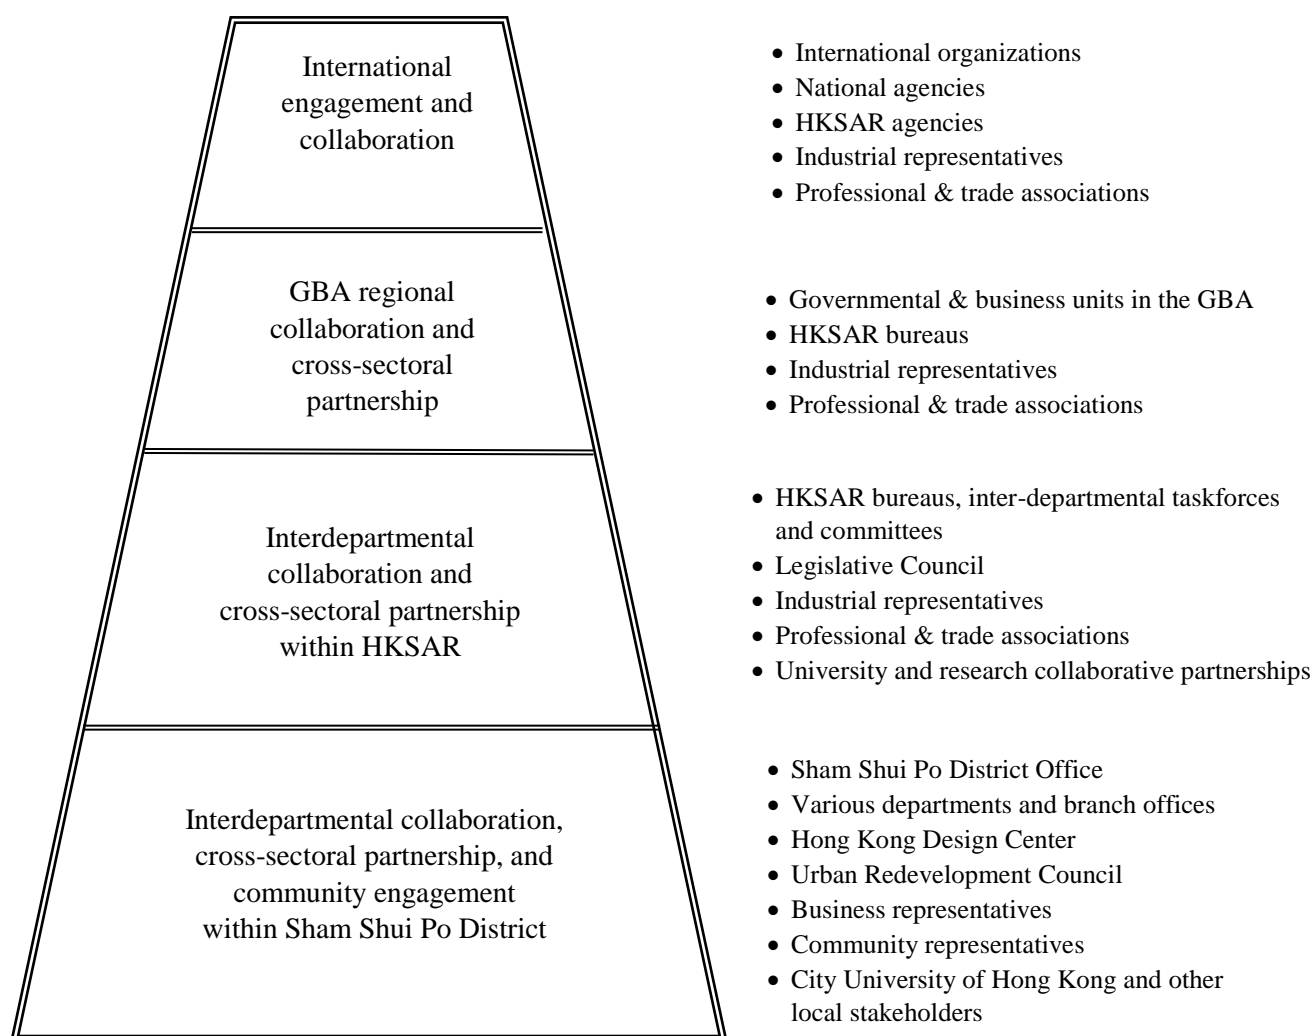 International
engagement and
collaboration
• International organizations
• National agencies
• HKSAR agencies
• Industrial representatives
• Professional & trade associations
GBA regional
collaboration and
cross-sectoral
partnership
• Governmental & business units in the GBA
• HKSAR bureaus
• Industrial representatives
• Professional & trade associations
Interdepartmental
collaboration and
cross-sectoral partnership
within HKSAR
• HKSAR bureaus, inter-departmental taskforces
and committees
• Legislative Council
• Industrial representatives
• Professional & trade associations
• University and research collaborative partnerships
Interdepartmental collaboration,
cross-sectoral partnership, and
community engagement
within Sham Shui Po District
• Sham Shui Po District Office
• Various departments and branch offices
• Hong Kong Design Center
• Urban Redevelopment Council
• Business representatives
• Community representatives
• City University of Hong Kong and other
local stakeholders